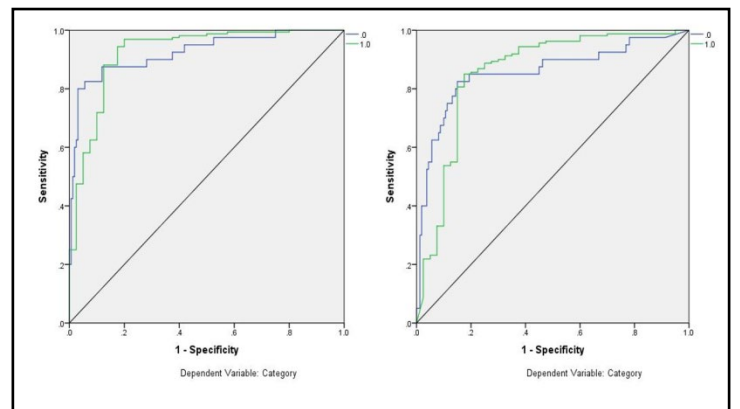 1.0
.8
.6
.4
.2
.0
Sensitivity
.0 .2 .4 .6 .8 1.0
1 - Specificity
Dependent Variable: Category
.0
1.0
1.0
.8
.6
.4
.2
.0
Sensitivity
.0 .2 .4 .6 .8 1.0
1 - Specificity
Dependent Variable: Category
.0
1.0